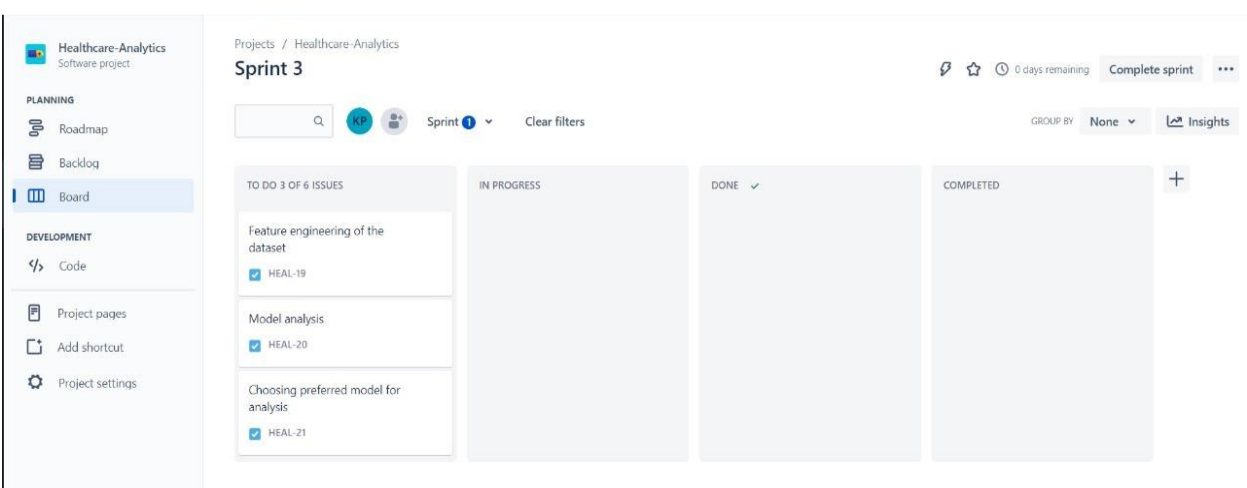 Healthcare-Analytics
Software project
PLANNING
Roadmap
Backlog
Board
DEVELOPMENT
Code
Project pages
Add shortcut
Project settings
Projects / Healthcare-Analytics
Sprint 3
0 days remaining
Complete sprint
KP
Sprint 1
Clear filters
GROUP BY None
Insights
TO DO 3 OF 6 ISSUES
Feature engineering of the
dataset
HEAL-19
Model analysis
HEAL-20
Choosing preferred model for
analysis
HEAL-21
IN PROGRESS
DONE
COMPLETED